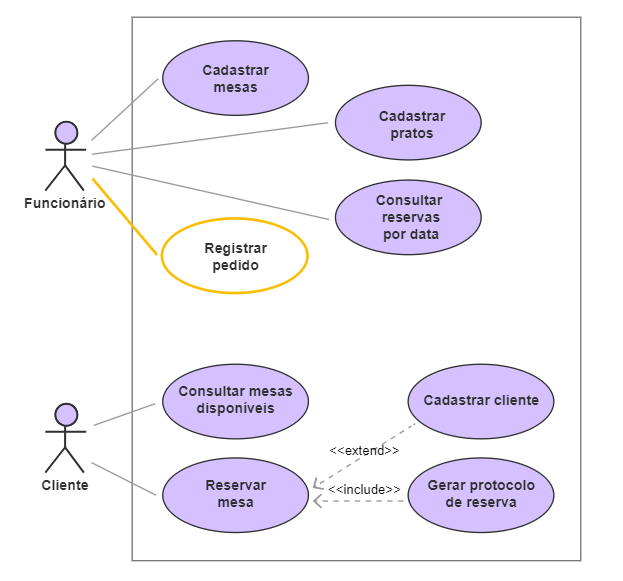 Cadastrar
mesas
Cadastrar
pratos
Funcionário
Consultar
reservas
por data
Registrar
pedido
Consultar mesas
disponíveis
Cadastrar cliente
<<extend>>
Cliente
Reservar
mesa
<<include>>
Gerar protocolo
de reserva